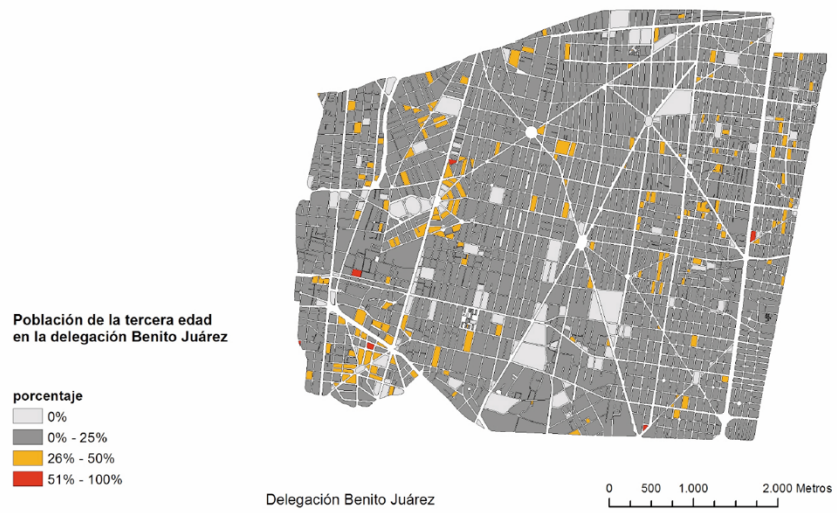 Población de la tercera edad
en la delegación Benito Juárez
porcentaje
0%
0% - 25%
26% - 50%
51% - 100%
Delegación Benito Juárez
0 500 1.000 2.000 Metros